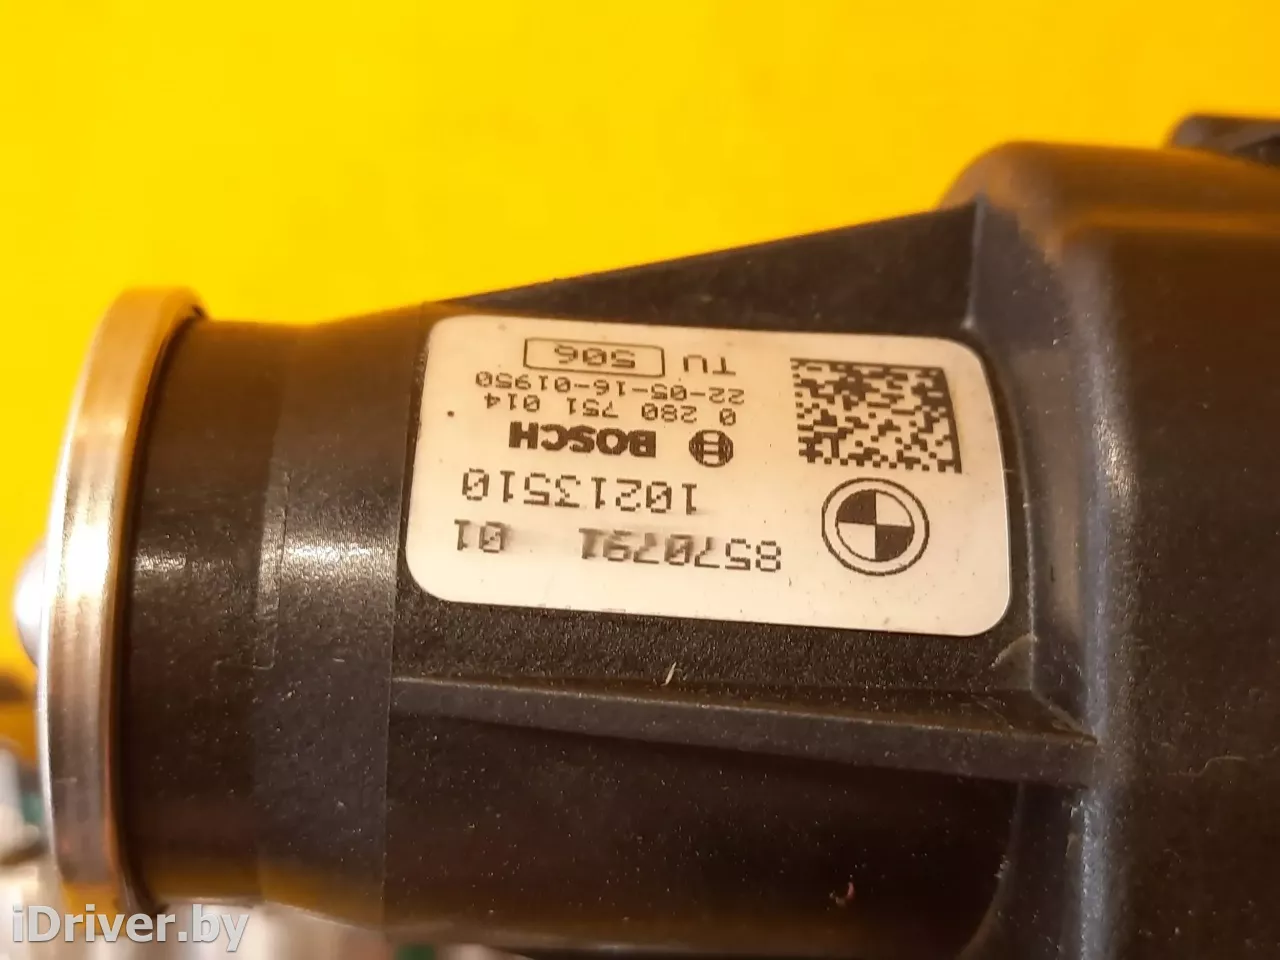 8570791 01
10213510
BOSCH
0 280 751 014
22-05-16-01950
TU 506
iDriver.by